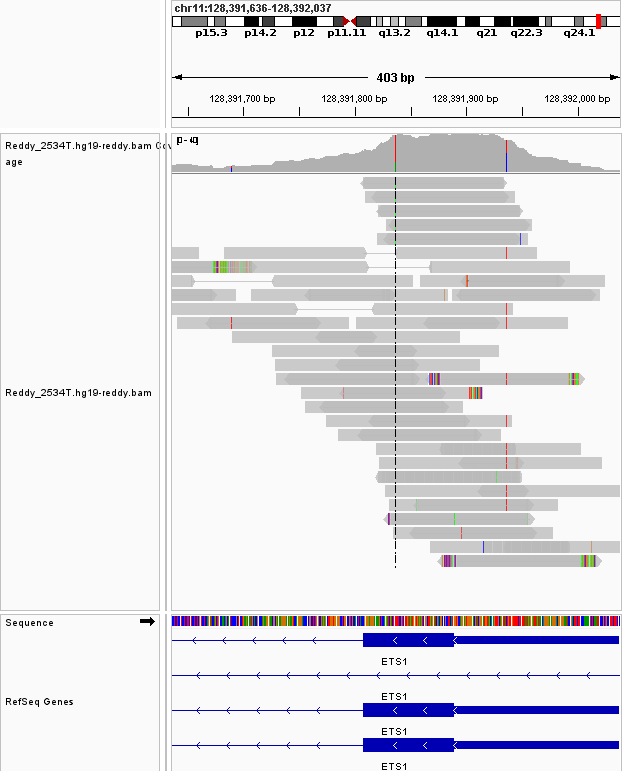 chr11:128,391,636-128,392,037
p15.3 p14.2 p12 p11.11 q13.2 q14.1 q21 q22.3 q24.1
403 bp
128,391,700 bp 128,391,800 bp 128,391,900 bp 128,392,000 bp
Reddy_2534T.hg19-reddy.bam
age
Reddy_2534T.hg19-reddy.bam
Sequence
ETS1
ETS1
RefSeq Genes
ETS1
ETS1